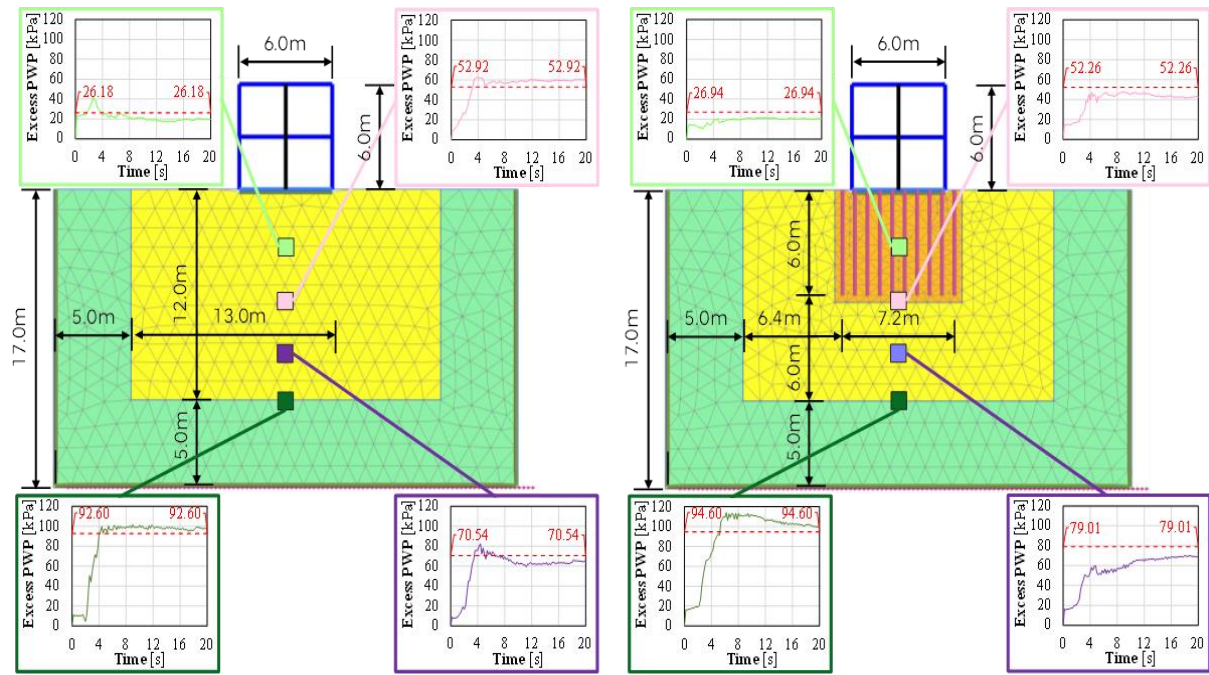 Excess PWP [kPa]
120
100
80
60
40
20
0
26.18 26.18
0 4 8 12 16 20
Time [s]
6.0m
6.0m
Excess PWP [kPa]
120
100
80
60
40
20
0
52.92 52.92
0 4 8 12 16 20
Time [s]
17.0m
5.0m
12.0m
13.0m
5.0m
Excess PWP [kPa]
120
100
80
60
40
20
0
92.60 92.60
0 4 8 12 16 20
Time [s]
Excess PWP [kPa]
120
100
80
60
40
20
0
70.54 70.54
0 4 8 12 16 20
Time [s]
Excess PWP [kPa]
120
100
80
60
40
20
0
26.94 26.94
0 4 8 12 16 20
Time [s]
6.0m
6.0m
Excess PWP [kPa]
120
100
80
60
40
20
0
52.26 52.26
0 4 8 12 16 20
Time [s]
17.0m
6.0m
5.0m
6.4m
7.2m
6.0m
5.0m
Excess PWP [kPa]
120
100
80
60
40
20
0
94.60 94.60
0 4 8 12 16 20
Time [s]
Excess PWP [kPa]
120
100
80
60
40
20
0
79.01 79.01
0 4 8 12 16 20
Time [s]